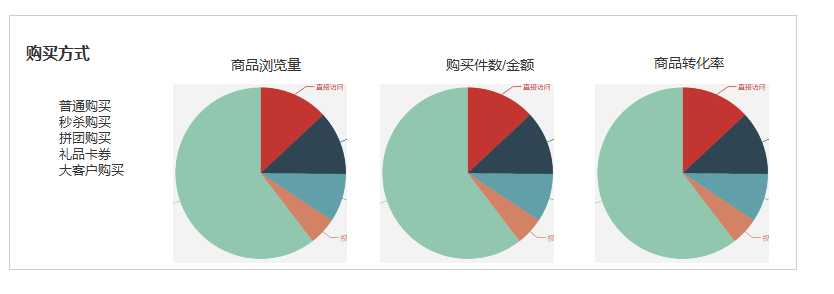 购买方式
商品浏览量
购买件数/金额
商品转化率
普通购买
秒杀购买
拼团购买
礼品卡券
大客户购买
直接访问
直接访问
直接访问